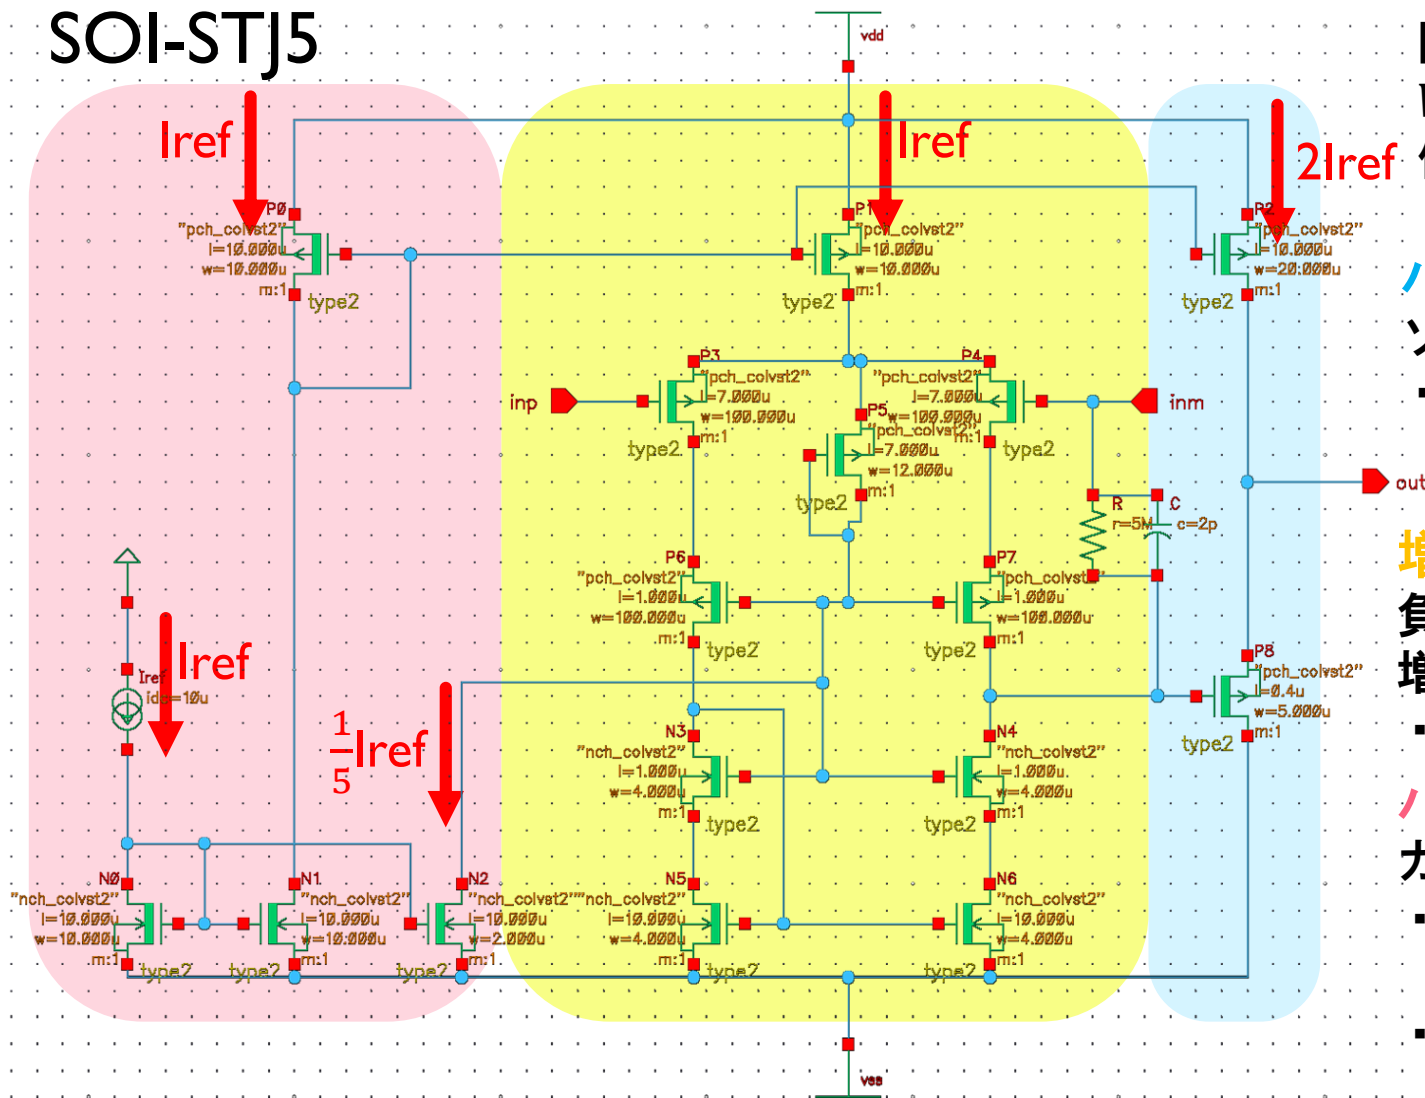 SOI-STJ5
vdd
Iref
Iref
2Iref
P0
"pch_colvst2"
l=10.000u
w=10.000u
m:1
type2
P1
"pch_colvst2"
l=10.000u
w=10.000u
m:1
type2
P2
"pch_colvst2"
l=10.000u
w=20.000u
m:1
type2
P3
"pch_colvst2"
l=7.000u
w=100.000u
m:1
type2
P4
"pch_colvst2"
l=7.000u
w=100.000u
m:1
type2
inp
inm
P5
"pch_colvst2"
l=7.000u
w=12.000u
m:1
type2
R
r=5M
C
c=2p
out
P6
"pch_colvst2"
l=1.000u
w=100.000u
m:1
type2
P7
"pch_colvst2"
l=1.000u
w=100.000u
m:1
type2
増
負
増
P8
"pch_colvst2"
l=0.4u
w=5.000u
m:1
type2
Iref
idc=10u
Iref
1/5 Iref
N3
"nch_colvst2"
l=1.000u
w=4.000u
m:1
type2
N4
"nch_colvst2"
l=1.000u
w=4.000u
m:1
type2
N0
"nch_colvst2"
l=10.000u
w=10.000u
m:1
type2
N1
"nch_colvst2"
l=10.000u
w=10.000u
m:1
type2
N2
"nch_colvst2"
l=10.000u
w=2.000u
m:1
type2
N5
"nch_colvst2"
l=10.000u
w=4.000u
m:1
type2
N6
"nch_colvst2"
l=10.000u
w=4.000u
m:1
type2
カ
vss